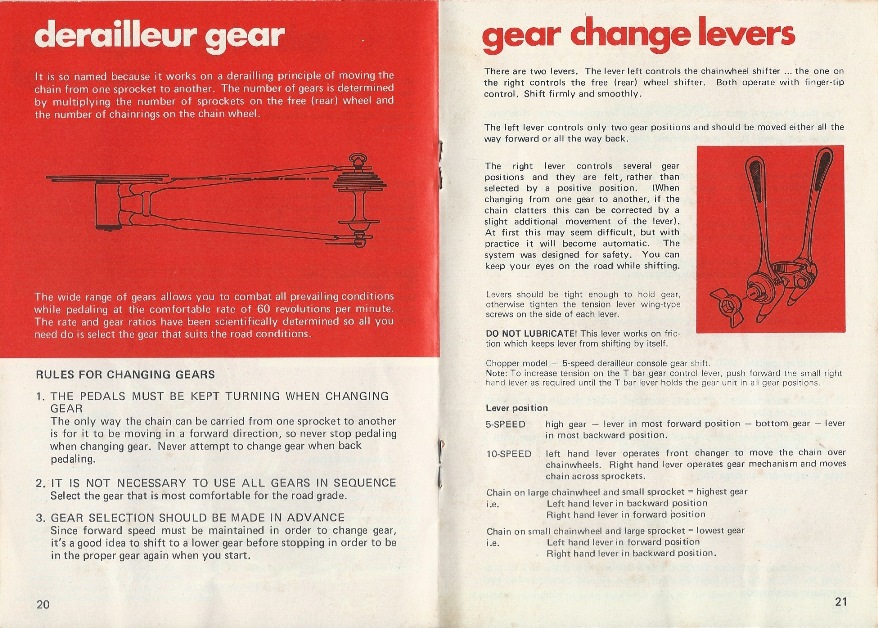 derailleur gear
It is so named because it works on a derailling principle of moving the
chain from one sprocket to another. The number of gears is determined
by multiplying the number of sprockets on the free (rear) wheel and
the number of chainrings on the chain wheel.
The wide range of gears allows you to combat all prevailing conditions
while pedaling at the comfortable rate of 60 revolutions per minute.
The rate and gear ratios have been scientifically determined so all you
need do is select the gear that suits the road conditions.
RULES FOR CHANGING GEARS
1. THE PEDALS MUST BE KEPT TURNING WHEN CHANGING
GEAR
The only way the chain can be carried from one sprocket to another
is for it to be moving in a forward direction, so never stop pedaling
when changing gear. Never attempt to change gear when back
pedaling.
2. IT IS NOT NECESSARY TO USE ALL GEARS IN SEQUENCE
Select the gear that is most comfortable for the road grade.
3. GEAR SELECTION SHOULD BE MADE IN ADVANCE
Since forward speed must be maintained in order to change gear,
it's a good idea to shift to a lower gear before stopping in order to be
in the proper gear again when you start.
20
gear change levers
There are two levers. The lever left controls the chainwheel shifter ... the one on
the right controls the free (rear) wheel shifter. Both operate with finger-tip
control. Shift firmly and smoothly.
The left lever controls only two gear positions and should be moved either all the
way forward or all the way back.
The right lever controls several gear
positions and they are felt, rather than
selected by a positive position. (When
changing from one gear to another, if the
chain clatters this can be corrected by a
slight additional movement of the lever).
At first this may seem difficult, but with
practice it will become automatic. The
system was designed for safety. You can
keep your eyes on the road while shifting.
Levers should be tight enough to hold gear,
otherwise tighten the tension lever wing-type
screws on the side of each lever.
DO NOT LUBRICATE! This lever works on fric-
tion which keeps lever from shifting by itself.
Chopper model — 5-speed derailleur console gear shift.
Note: To increase tension on the T bar gear control lever, push forward the small right
hand lever as required until the T bar lever holds the gear unit in all gear positions.
Lever position
5-SPEED high gear — lever in most forward position — bottom gear — lever
in most backward position.
10-SPEED left hand lever operates front changer to move the chain over
chainwheels. Right hand lever operates gear mechanism and moves
chain across sprockets.
Chain on large chainwheel and small sprocket = highest gear
i.e. Left hand lever in backward position
Right hand lever in forward position
Chain on small chainwheel and large sprocket = lowest gear
i.e. Left hand lever in forward position
Right hand lever in backward position.
21